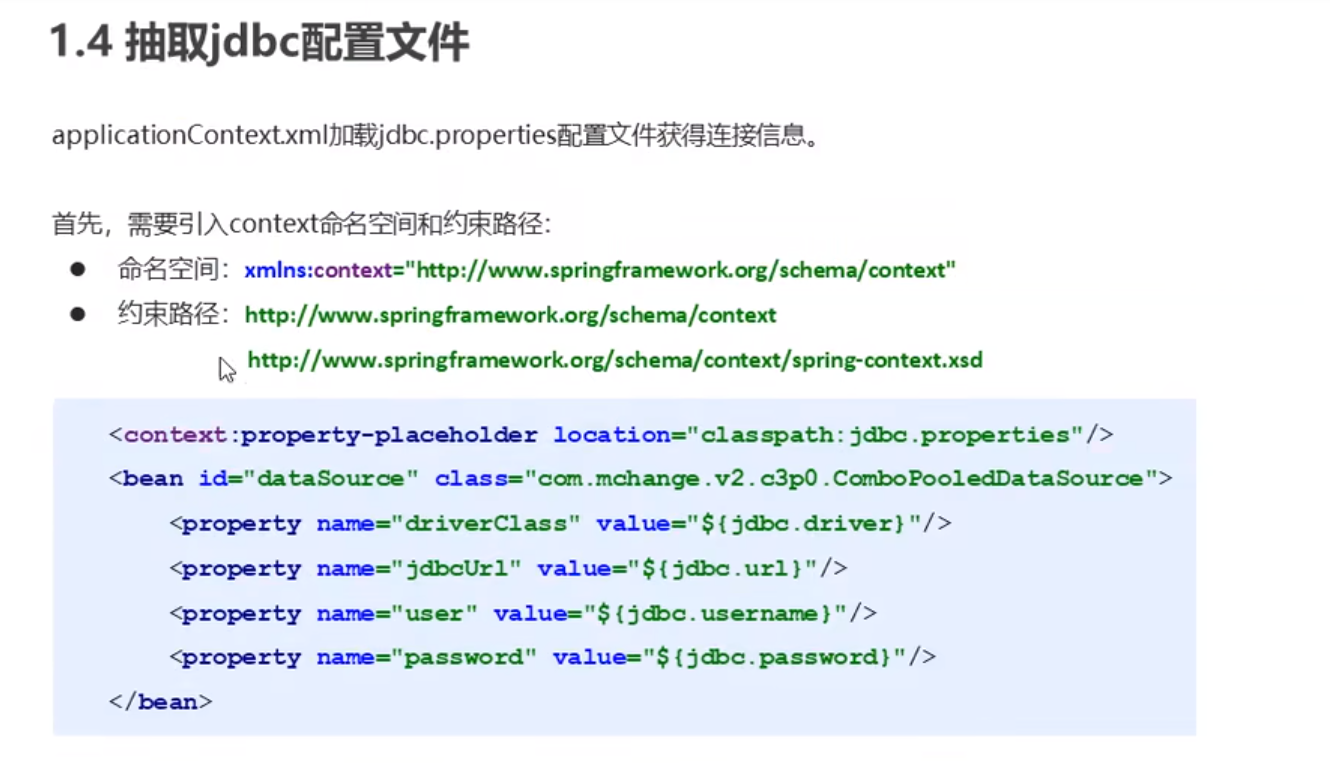 1.4 抽取jdbc配置文件
applicationContext.xml加载jdbc.properties配置文件获得连接信息。
首先，需要引入context命名空间和约束路径：
● 命名空间：xmlns:context="http://www.springframework.org/schema/context"
● 约束路径：http://www.springframework.org/schema/context
http://www.springframework.org/schema/context/spring-context.xsd
<context:property-placeholder location="classpath:jdbc.properties"/>
<bean id="dataSource" class="com.mchange.v2.c3p0.ComboPooledDataSource">
    <property name="driverClass" value="${jdbc.driver}"/>
    <property name="jdbcUrl" value="${jdbc.url}"/>
    <property name="user" value="${jdbc.username}"/>
    <property name="password" value="${jdbc.password}"/>
</bean>